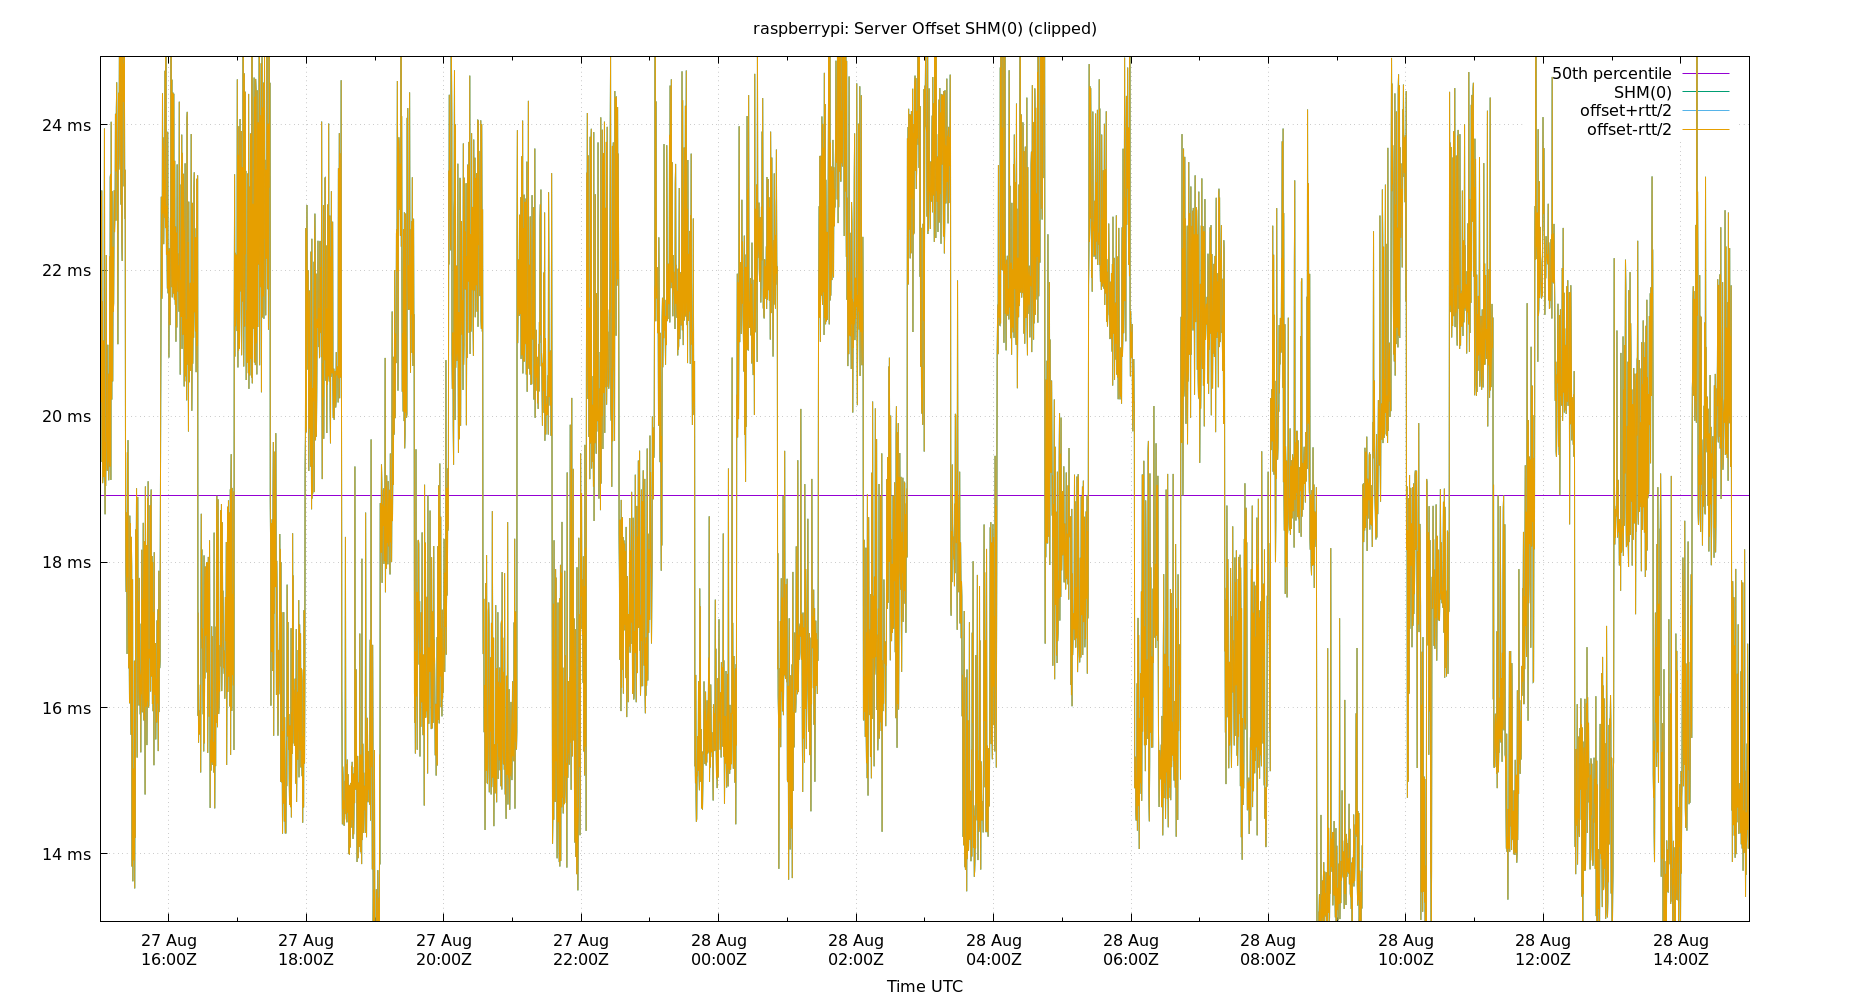 raspberrypi: Server Offset SHM(0) (clipped)
50th percentile
SHM(0)
offset+rtt/2
offset-rtt/2
24 ms
22 ms
20 ms
18 ms
16 ms
14 ms
27 Aug 27 Aug 27 Aug 27 Aug 28 Aug 28 Aug 28 Aug 28 Aug 28 Aug 28 Aug 28 Aug 28 Aug
16:00Z 18:00Z 20:00Z 22:00Z 00:00Z 02:00Z 04:00Z 06:00Z 08:00Z 10:00Z 12:00Z 14:00Z
Time UTC